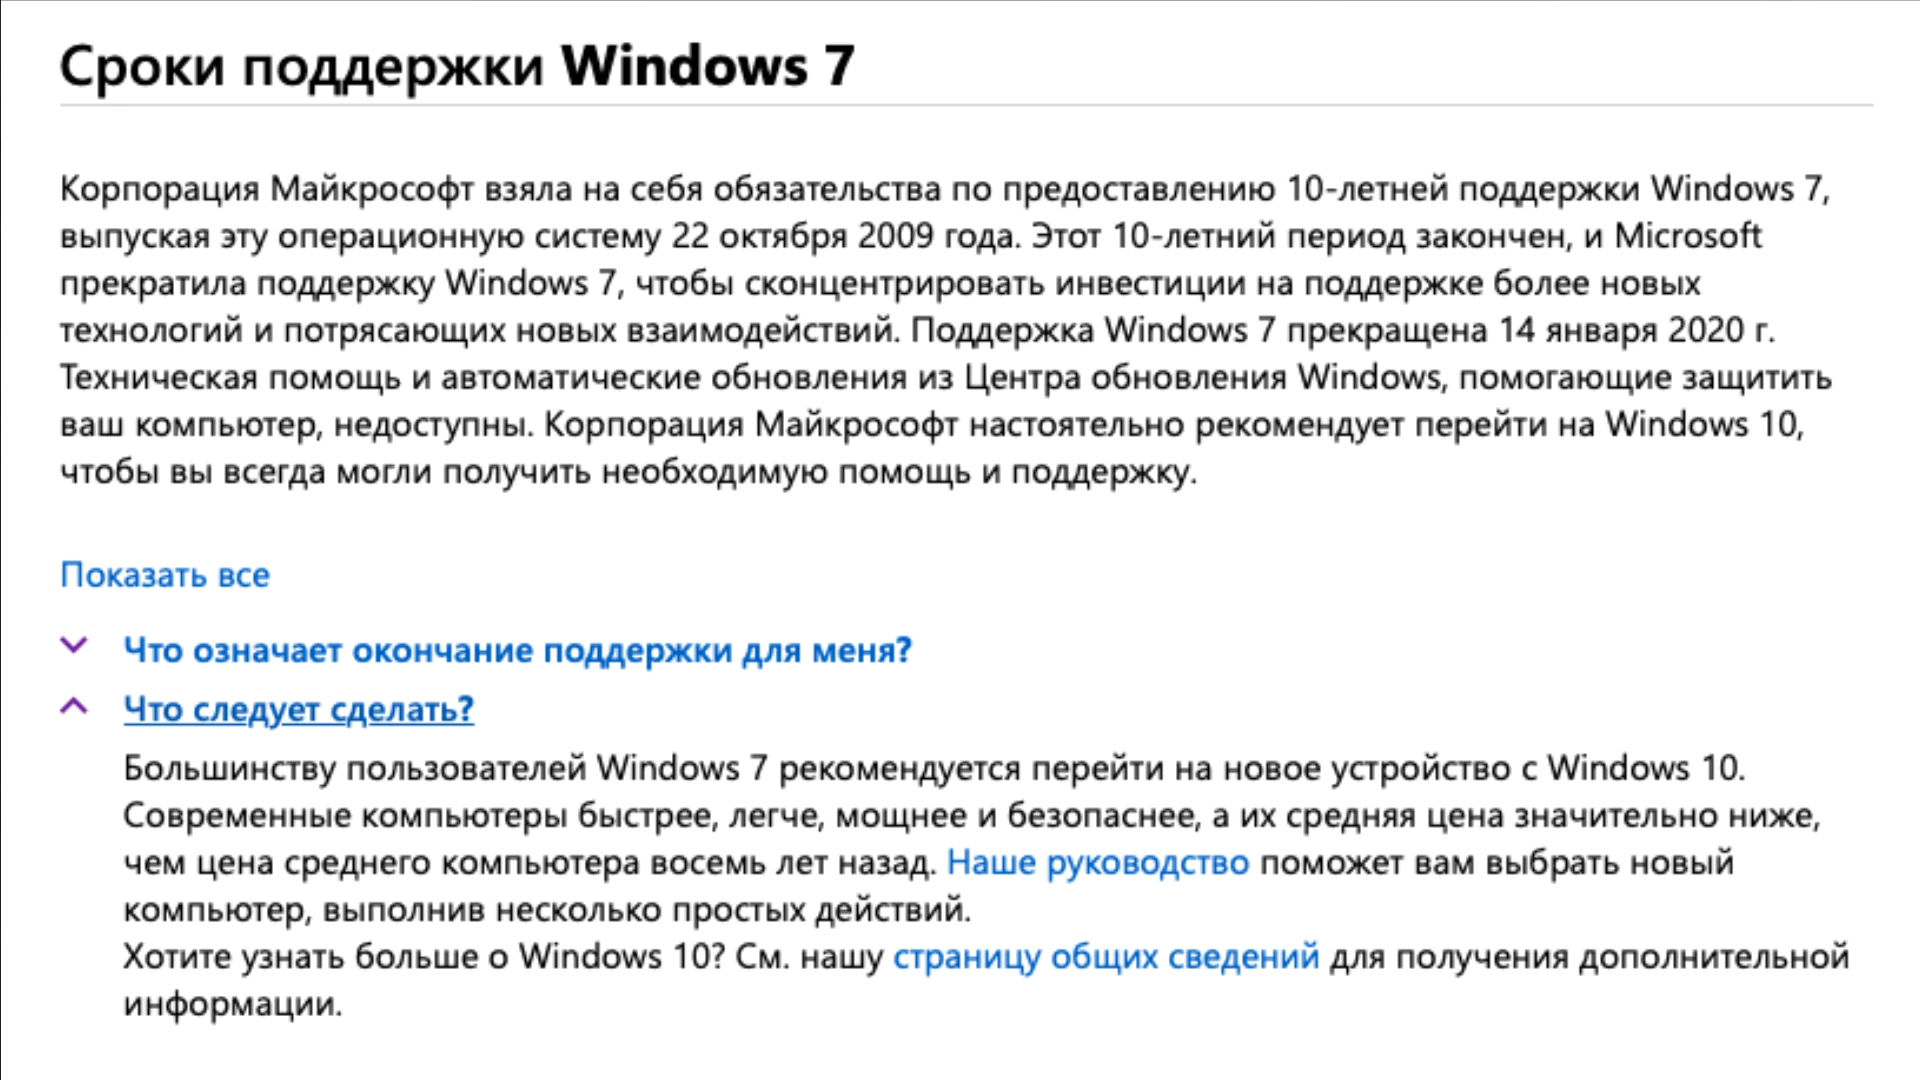 Сроки поддержки Windows 7
Корпорация Майкрософт взяла на себя обязательства по предоставлению 10-летней поддержки Windows 7,
выпуская эту операционную систему 22 октября 2009 года. Этот 10-летний период закончен, и Microsoft
прекратила поддержку Windows 7, чтобы сконцентрировать инвестиции на поддержке более новых
технологий и потрясающих новых взаимодействий. Поддержка Windows 7 прекращена 14 января 2020 г.
Техническая помощь и автоматические обновления из Центра обновления Windows, помогающие защитить
ваш компьютер, недоступны. Корпорация Майкрософт настоятельно рекомендует перейти на Windows 10,
чтобы вы всегда могли получить необходимую помощь и поддержку.
Показать все
Что означает окончание поддержки для меня?
Что следует сделать?
Большинству пользователей Windows 7 рекомендуется перейти на новое устройство с Windows 10.
Современные компьютеры быстрее, легче, мощнее и безопаснее, а их средняя цена значительно ниже,
чем цена среднего компьютера восемь лет назад. Наше руководство поможет вам выбрать новый
компьютер, выполнив несколько простых действий.
Хотите узнать больше о Windows 10? См. нашу страницу общих сведений для получения дополнительной
информации.